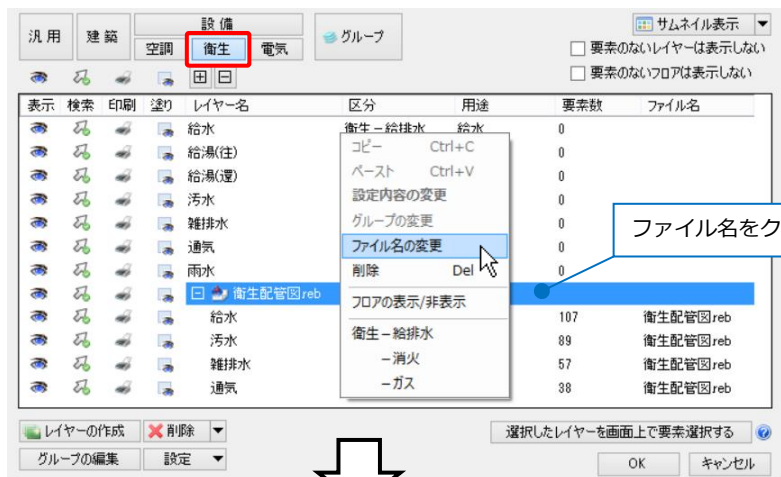 汎用
建築
設備
空調
衛生
電気
グループ
サムネイル表示
要素のないレイヤーは表示しない
要素のないフロアは表示しない
表示 検索 印刷 塗り レイヤー名 区分 用途 要素数 ファイル名
給水 衛生－給排水 給水 0
給湯(往) 0
給湯(還) 0
汚水 0
雑排水 0
通気 0
雨水 0
衛生配管図.reb
給水 107 衛生配管図.reb
汚水 89 衛生配管図.reb
雑排水 57 衛生配管図.reb
通気 38 衛生配管図.reb
コピー Ctrl+C
ペースト Ctrl+V
設定内容の変更
グループの変更
ファイル名の変更
削除 Del
フロアの表示/非表示
衛生－給排水
－消火
－ガス
ファイル名をク
レイヤーの作成
削除
選択したレイヤーを画面上で要素選択する
グループの編集
設定
OK
キャンセル